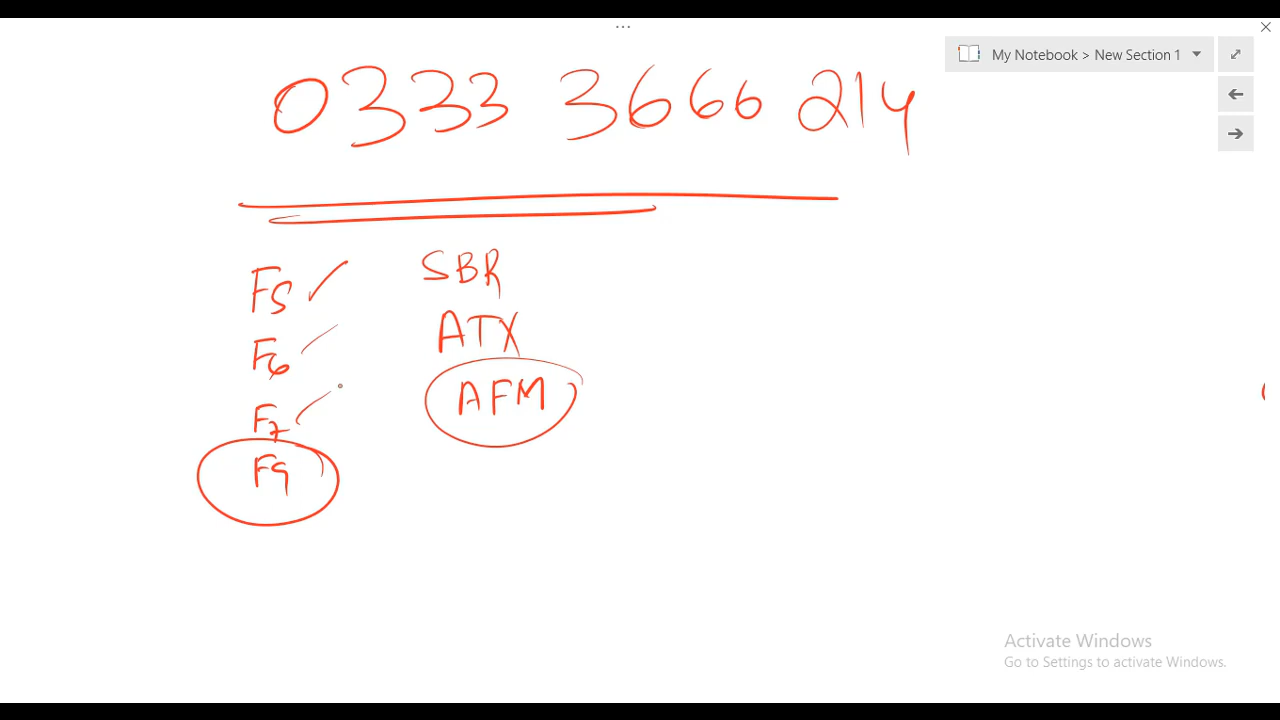 My Notebook > New Section 1
0333 3666 214
F5 SBR
F6 ATX
F7 AFM
F9
Activate Windows
Go to Settings to activate Windows.